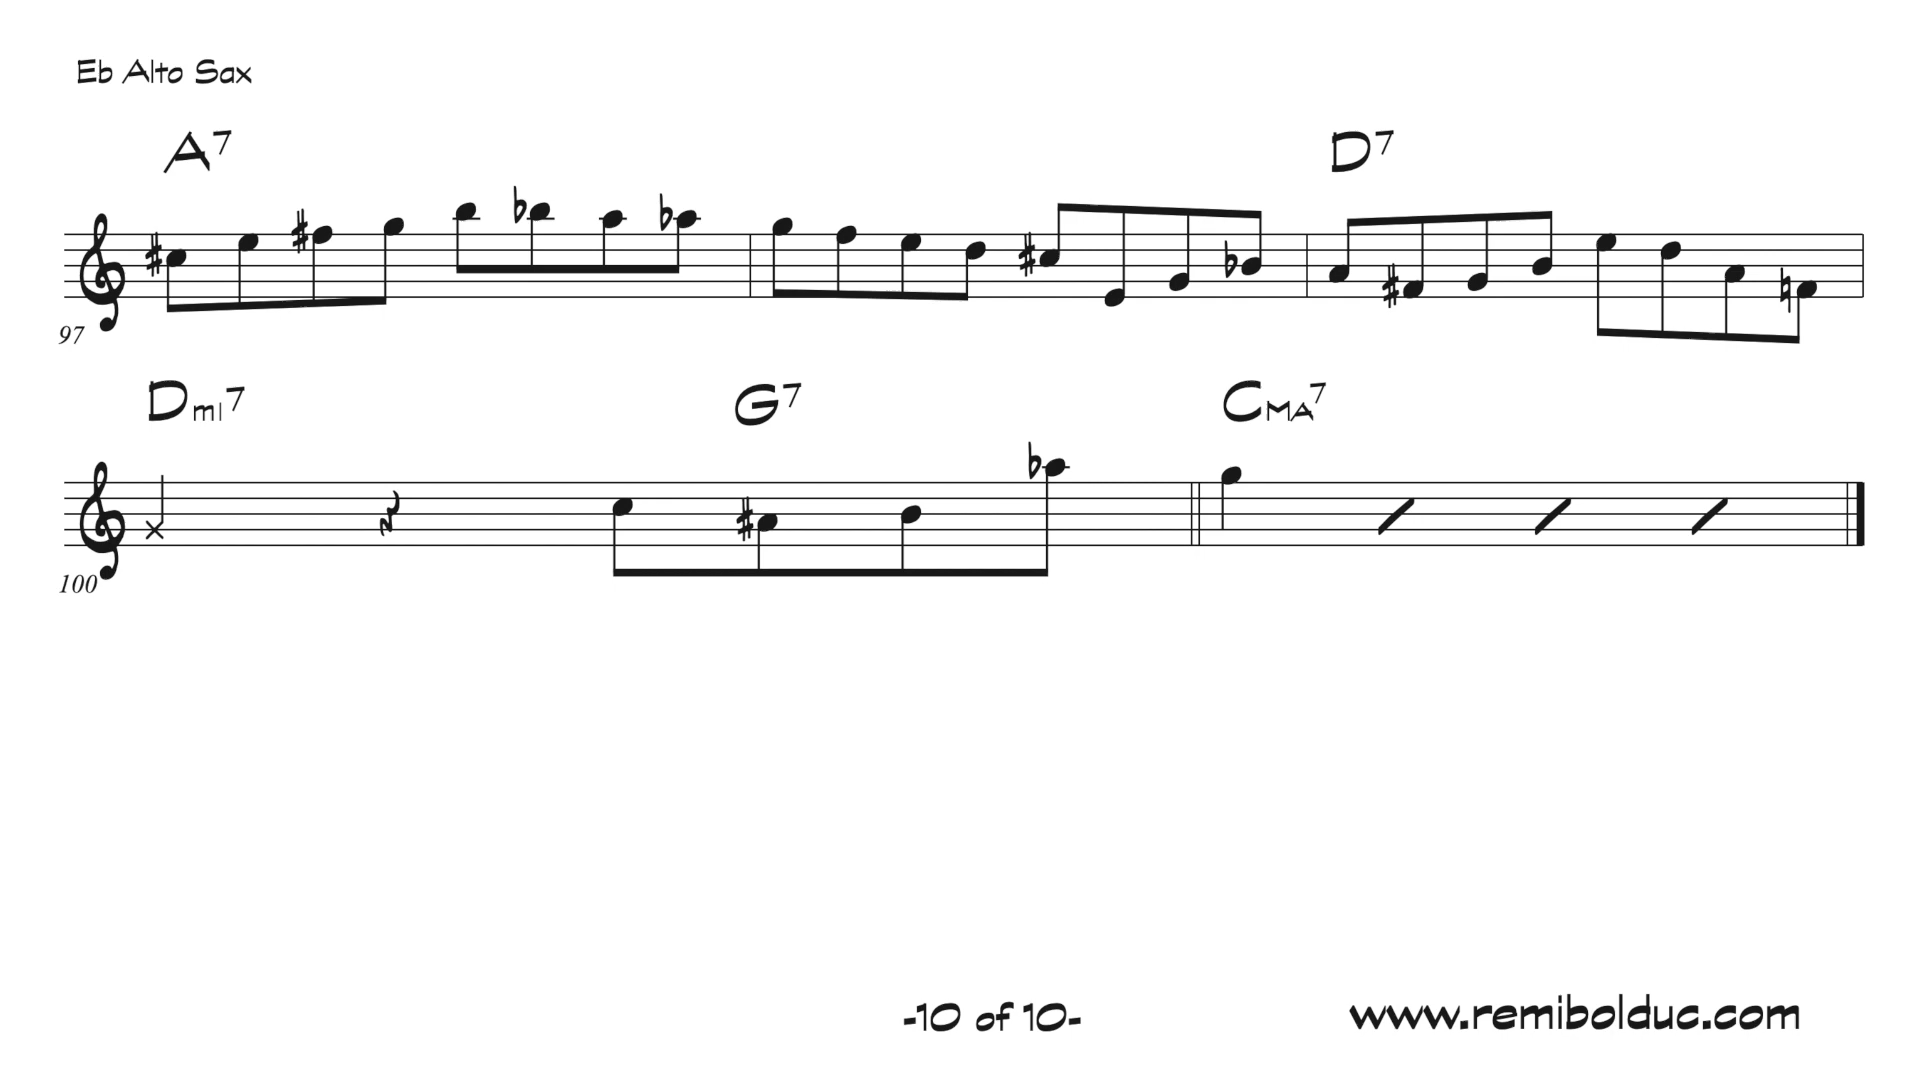 Eb Alto Sax
A7 D7
97
Dmi7 G7 CMA7
100
-10 of 10- www.remibolduc.com